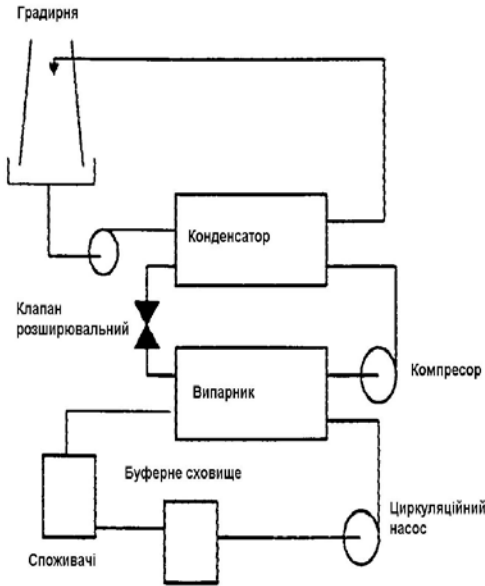 Градирня
Конденсатор
Клапан
розширювальний
Компресор
Випарник
Буферне сховище
Циркуляційний
насос
Споживачі